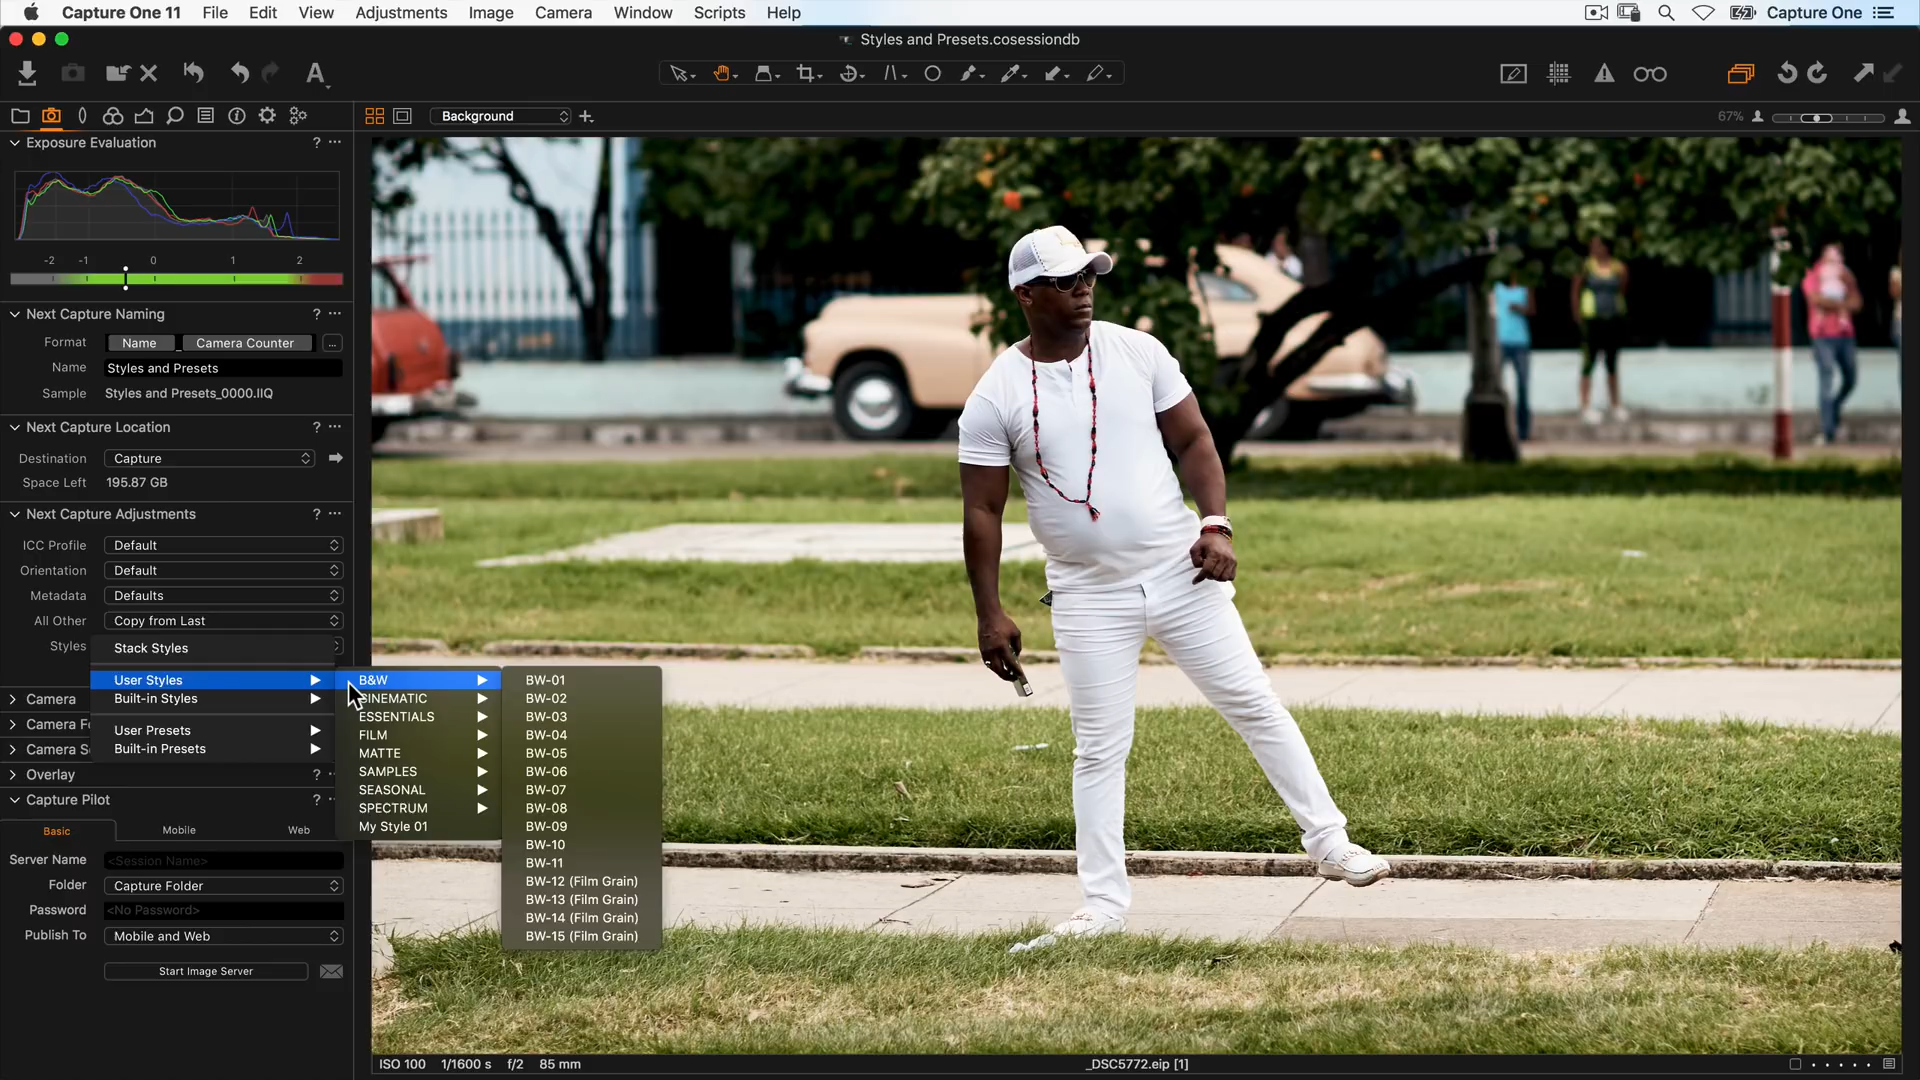 Capture One 11 File Edit View Adjustments Image Camera Window Scripts Help Capture One
Styles and Presets.cosessiondb
A
Background
67%
Exposure Evaluation ? ...
-2 -1 0 1 2
Next Capture Naming ? ...
Format Name _ Camera Counter ...
Name Styles and Presets
Sample Styles and Presets_0000.IIQ
Next Capture Location ? ...
Destination Capture
Space Left 195.87 GB
Next Capture Adjustments ? ...
ICC Profile Default
Orientation Default
Metadata Defaults
All Other Copy from Last
Styles
Stack Styles
User Styles
Built-in Styles
User Presets
Built-in Presets
B&W
CINEMATIC
ESSENTIALS
FILM
MATTE
SAMPLES
SEASONAL
SPECTRUM
My Style 01
BW-01
BW-02
BW-03
BW-04
BW-05
BW-06
BW-07
BW-08
BW-09
BW-10
BW-11
BW-12 (Film Grain)
BW-13 (Film Grain)
BW-14 (Film Grain)
BW-15 (Film Grain)
Camera
Camera
Camera
Overlay ?
Capture Pilot ?
Basic Mobile Web
Server Name <Session Name>
Folder Capture Folder
Password <No Password>
Publish To Mobile and Web
Start Image Server
ISO 100 1/1600 s f/2 85 mm
_DSC5772.eip [1]